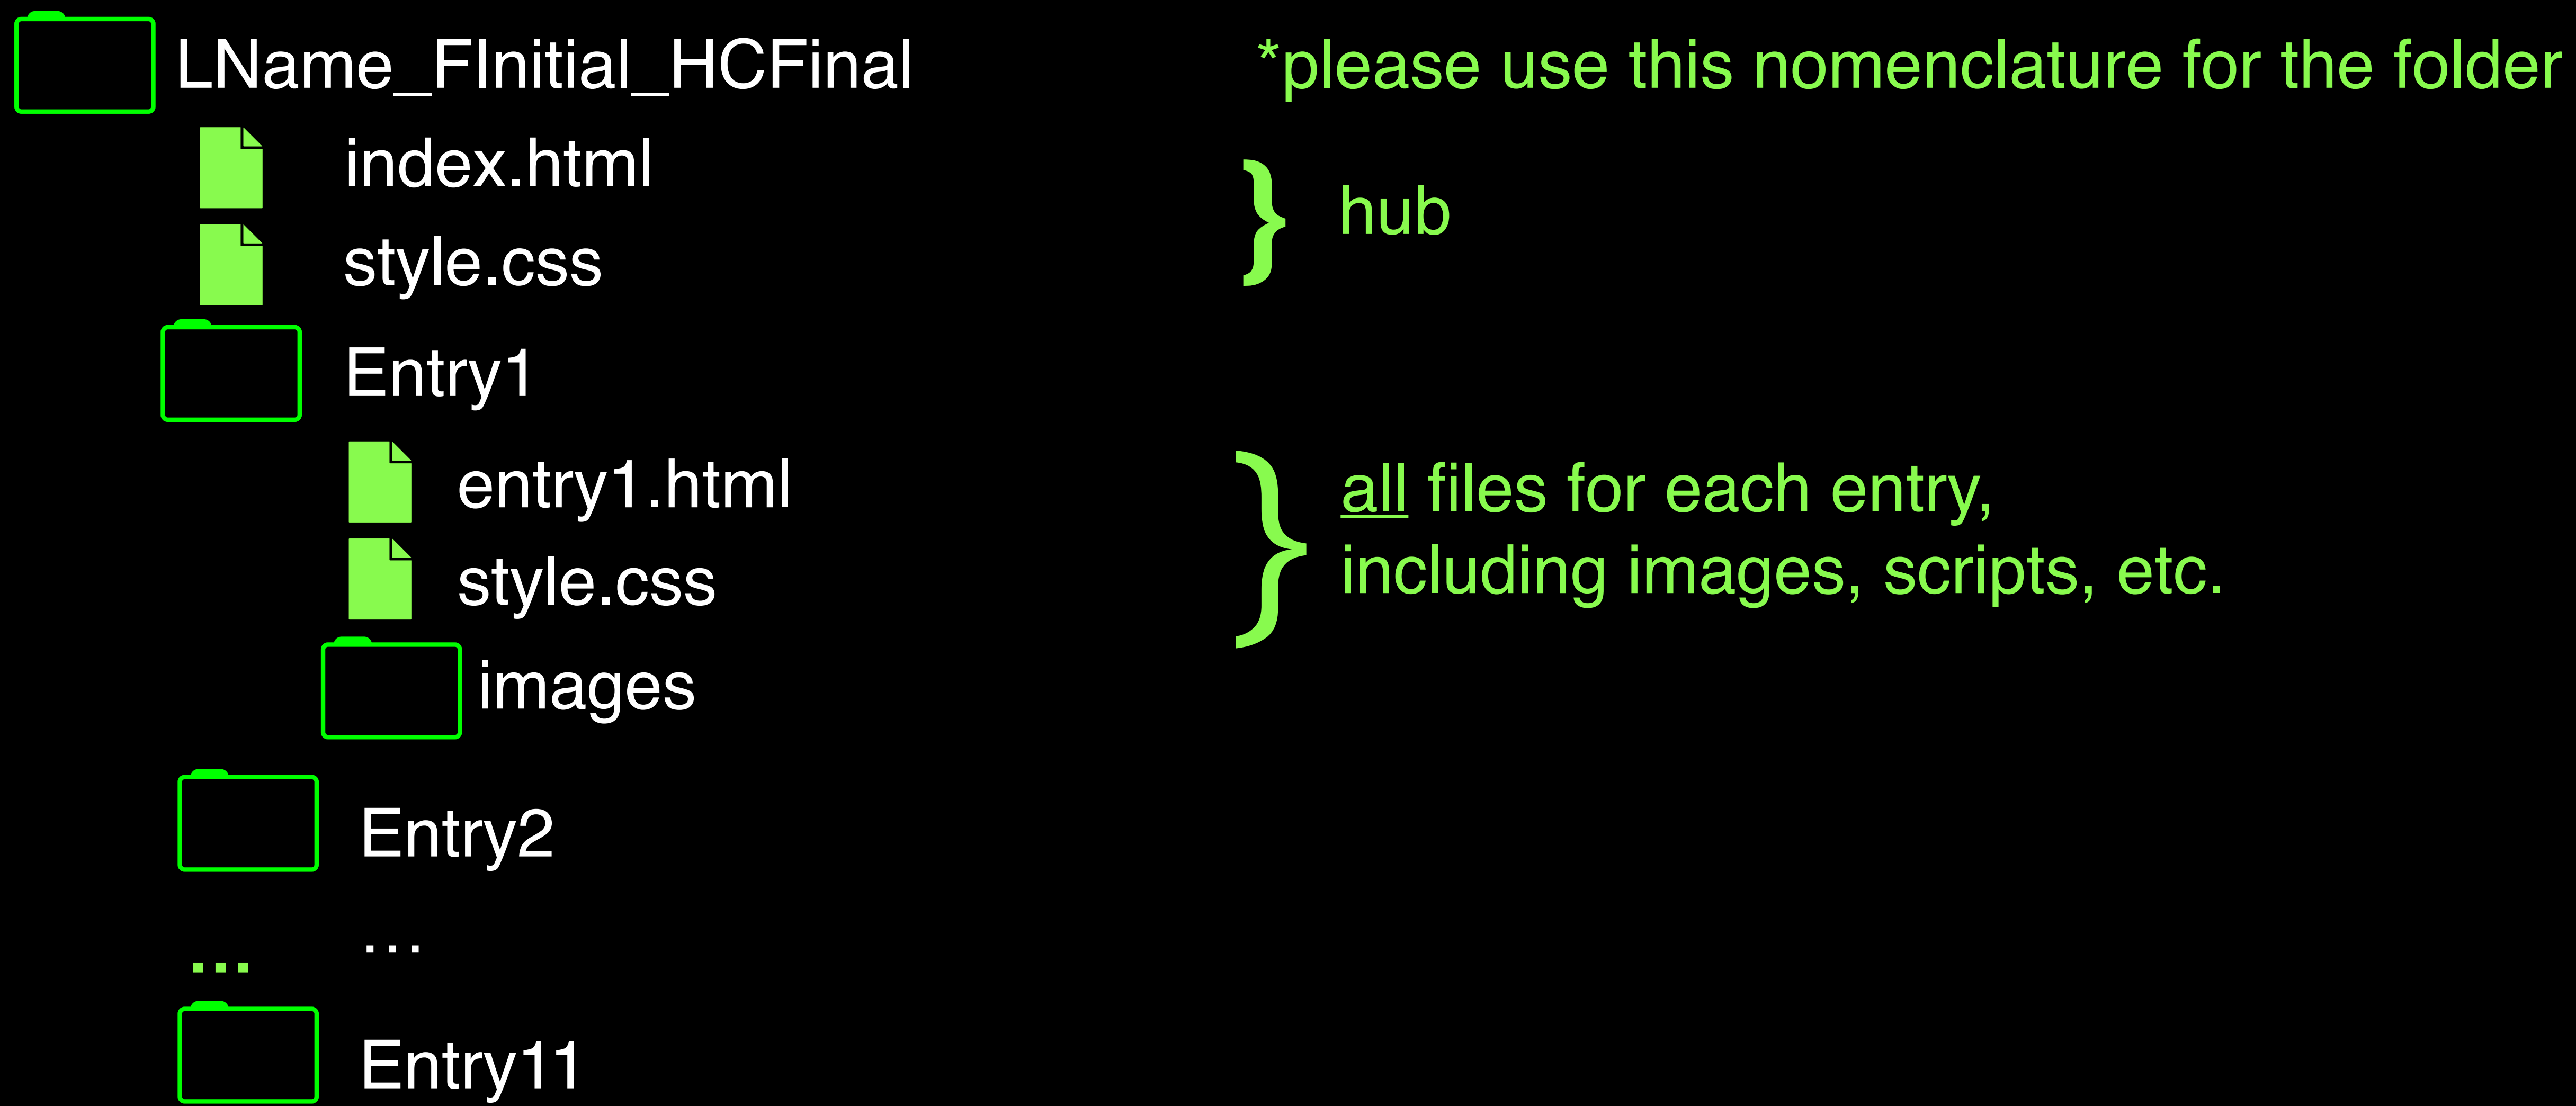 LName_FInitial_HCFinal
*please use this nomenclature for the folder
index.html
style.css
} hub
Entry1
entry1.html
style.css
images
} all files for each entry,
including images, scripts, etc.
Entry2
... …
Entry11